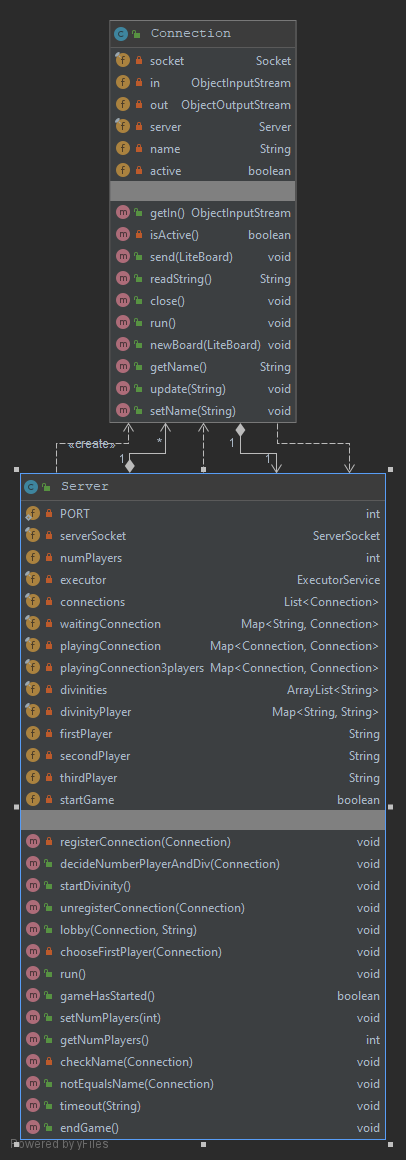 Connection
socket Socket
in ObjectInputStream
out ObjectOutputStream
server Server
name String
active boolean
getIn() ObjectInputStream
isActive() boolean
send(LiteBoard) void
readString() String
close() void
run() void
newBoard(LiteBoard) void
getName() String
update(String) void
setName(String) void
«create» * 1
1 1
Server
PORT int
serverSocket ServerSocket
numPlayers int
executor ExecutorService
connections List<Connection>
waitingConnection Map<String, Connection>
playingConnection Map<Connection, Connection>
playingConnection3players Map<Connection, Connection>
divinities ArrayList<String>
divinityPlayer Map<String, String>
firstPlayer String
secondPlayer String
thirdPlayer String
startGame boolean
registerConnection(Connection) void
decideNumberPlayerAndDiv(Connection) void
startDivinity() void
unregisterConnection(Connection) void
lobby(Connection, String) void
chooseFirstPlayer(Connection) void
run() void
gameHasStarted() boolean
setNumPlayers(int) void
getNumPlayers() int
checkName(Connection) void
notEqualsName(Connection) void
timeout(String) void
endGame() void
Powered by yFiles